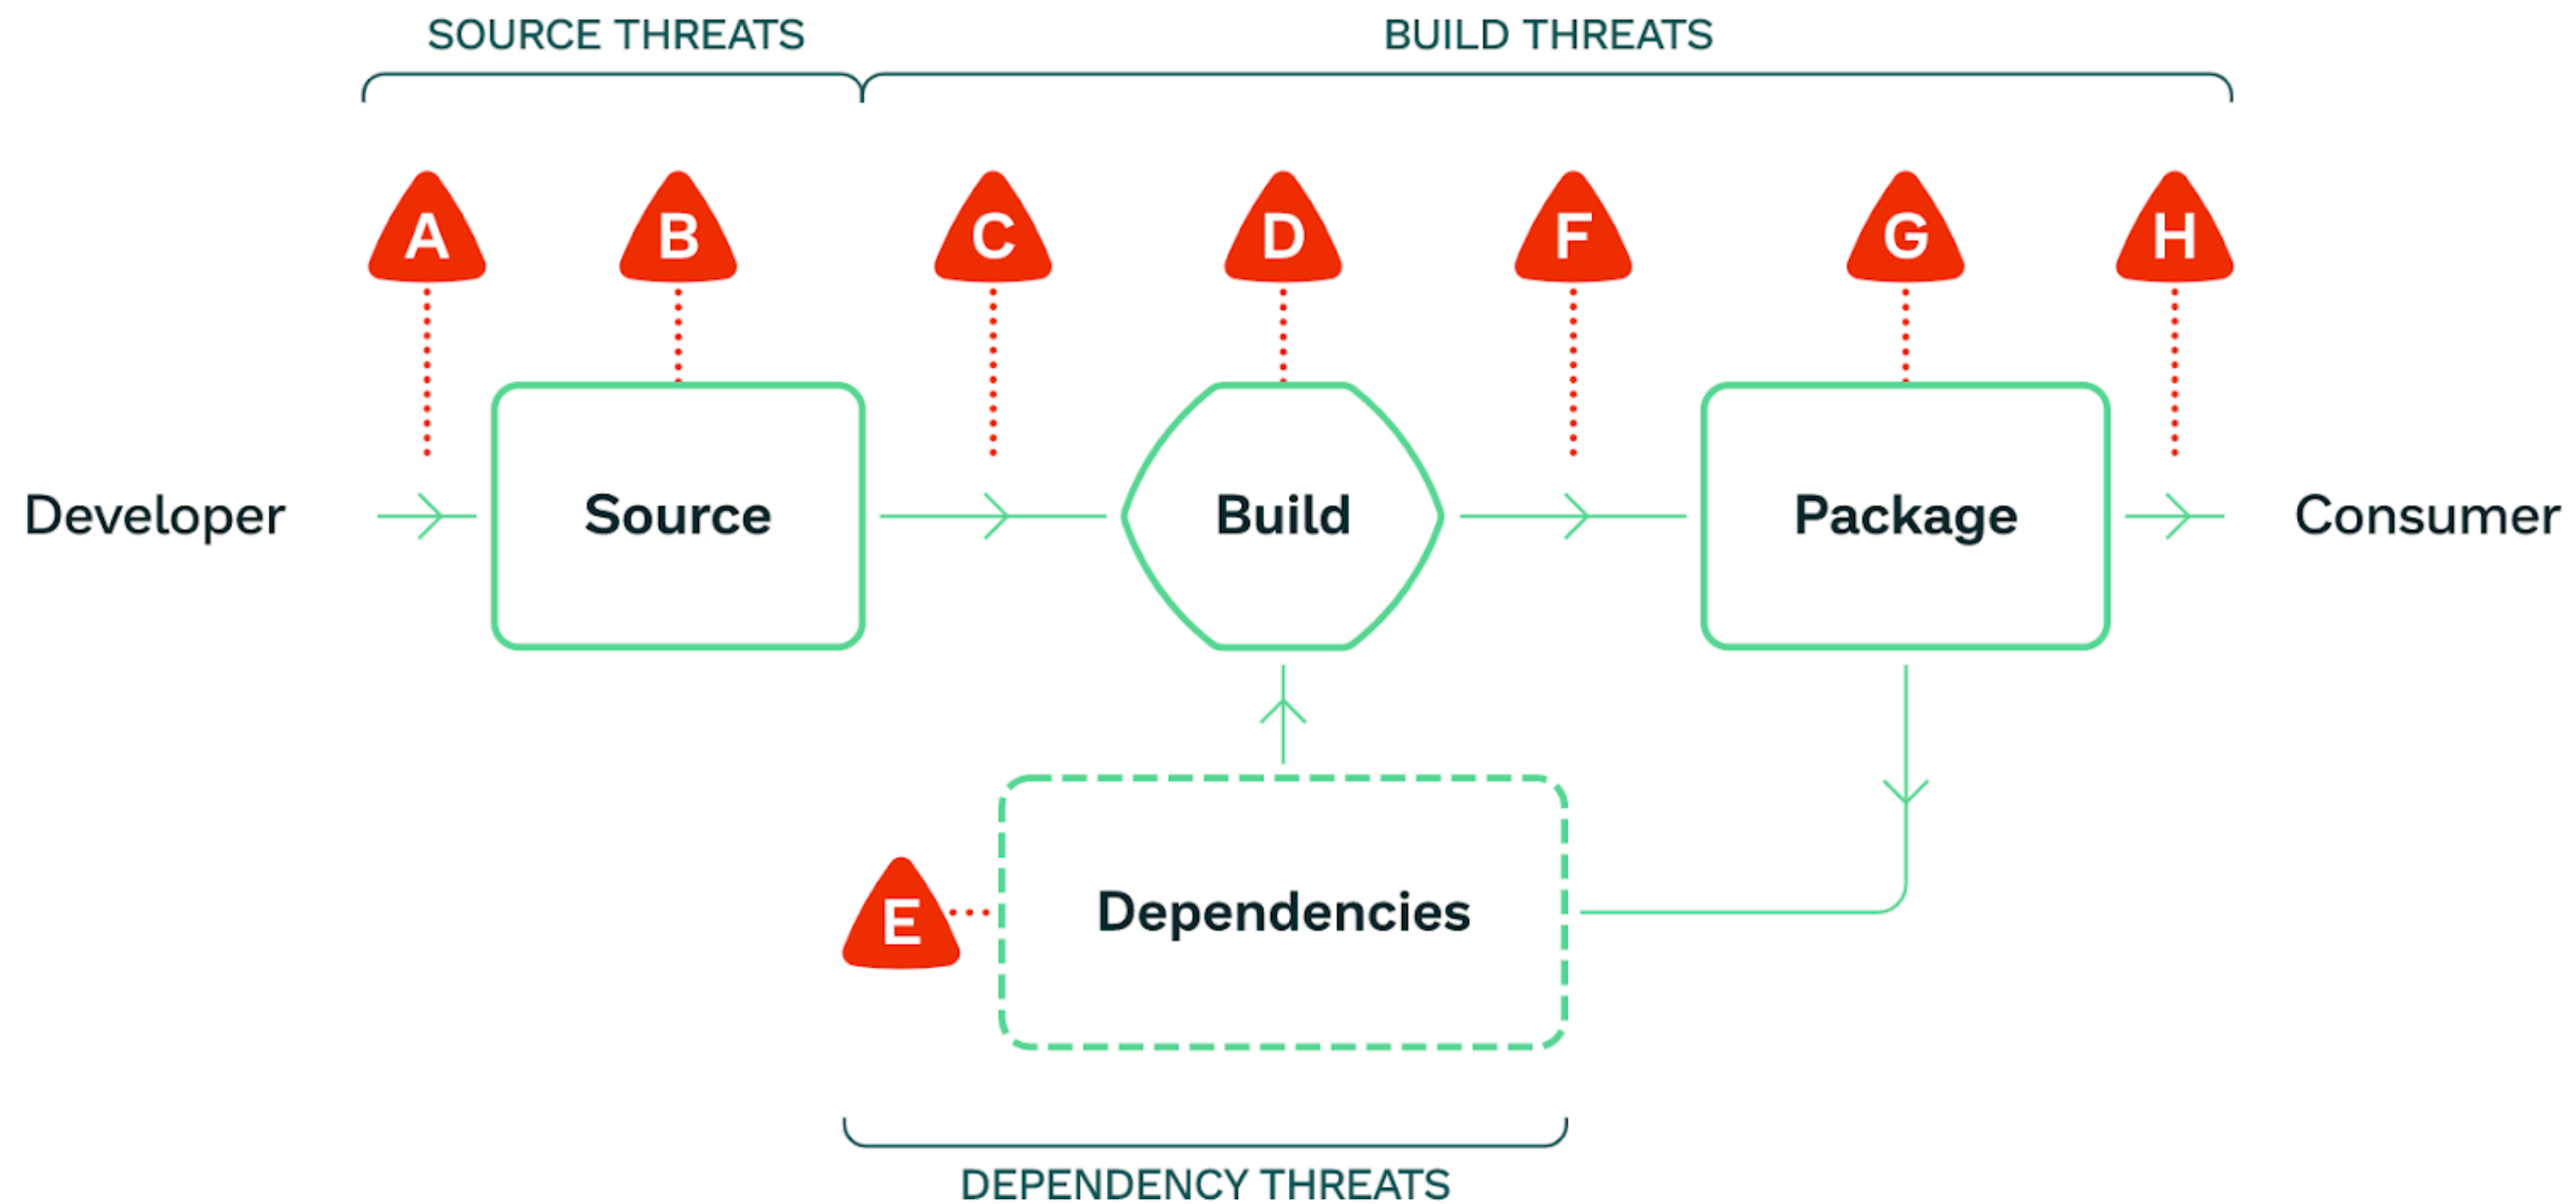 SOURCE THREATS
BUILD THREATS
A
B
C
D
F
G
H
Developer
Source
Build
Package
Consumer
E
Dependencies
DEPENDENCY THREATS